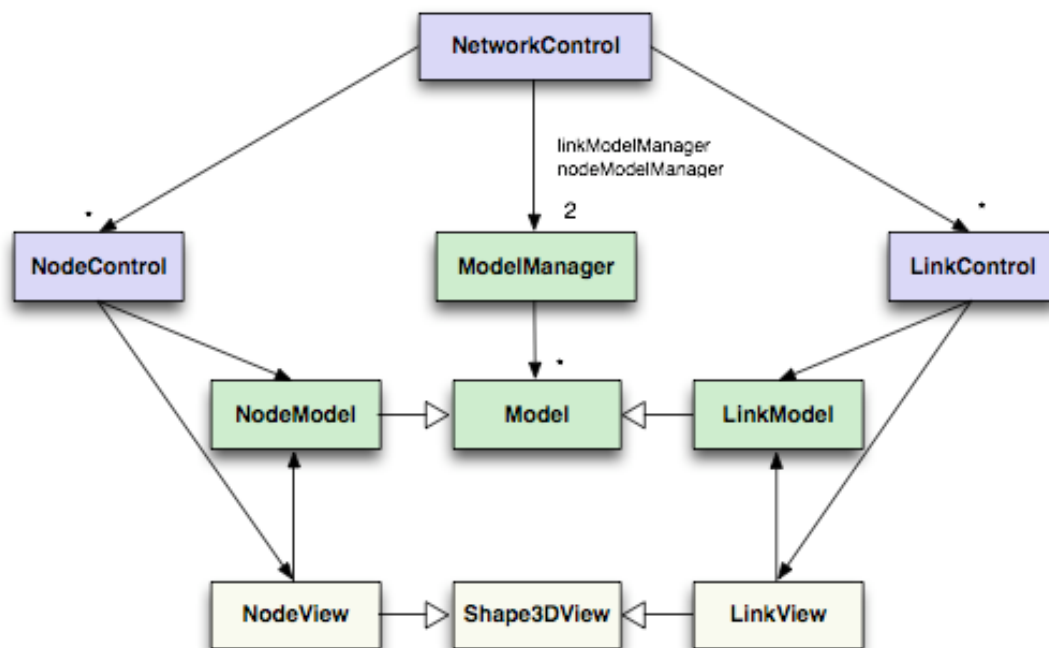 NetworkControl
linkModelManager
nodeModelManager
*
2
*
NodeControl
ModelManager
LinkControl
*
NodeModel
Model
LinkModel
NodeView
Shape3DView
LinkView